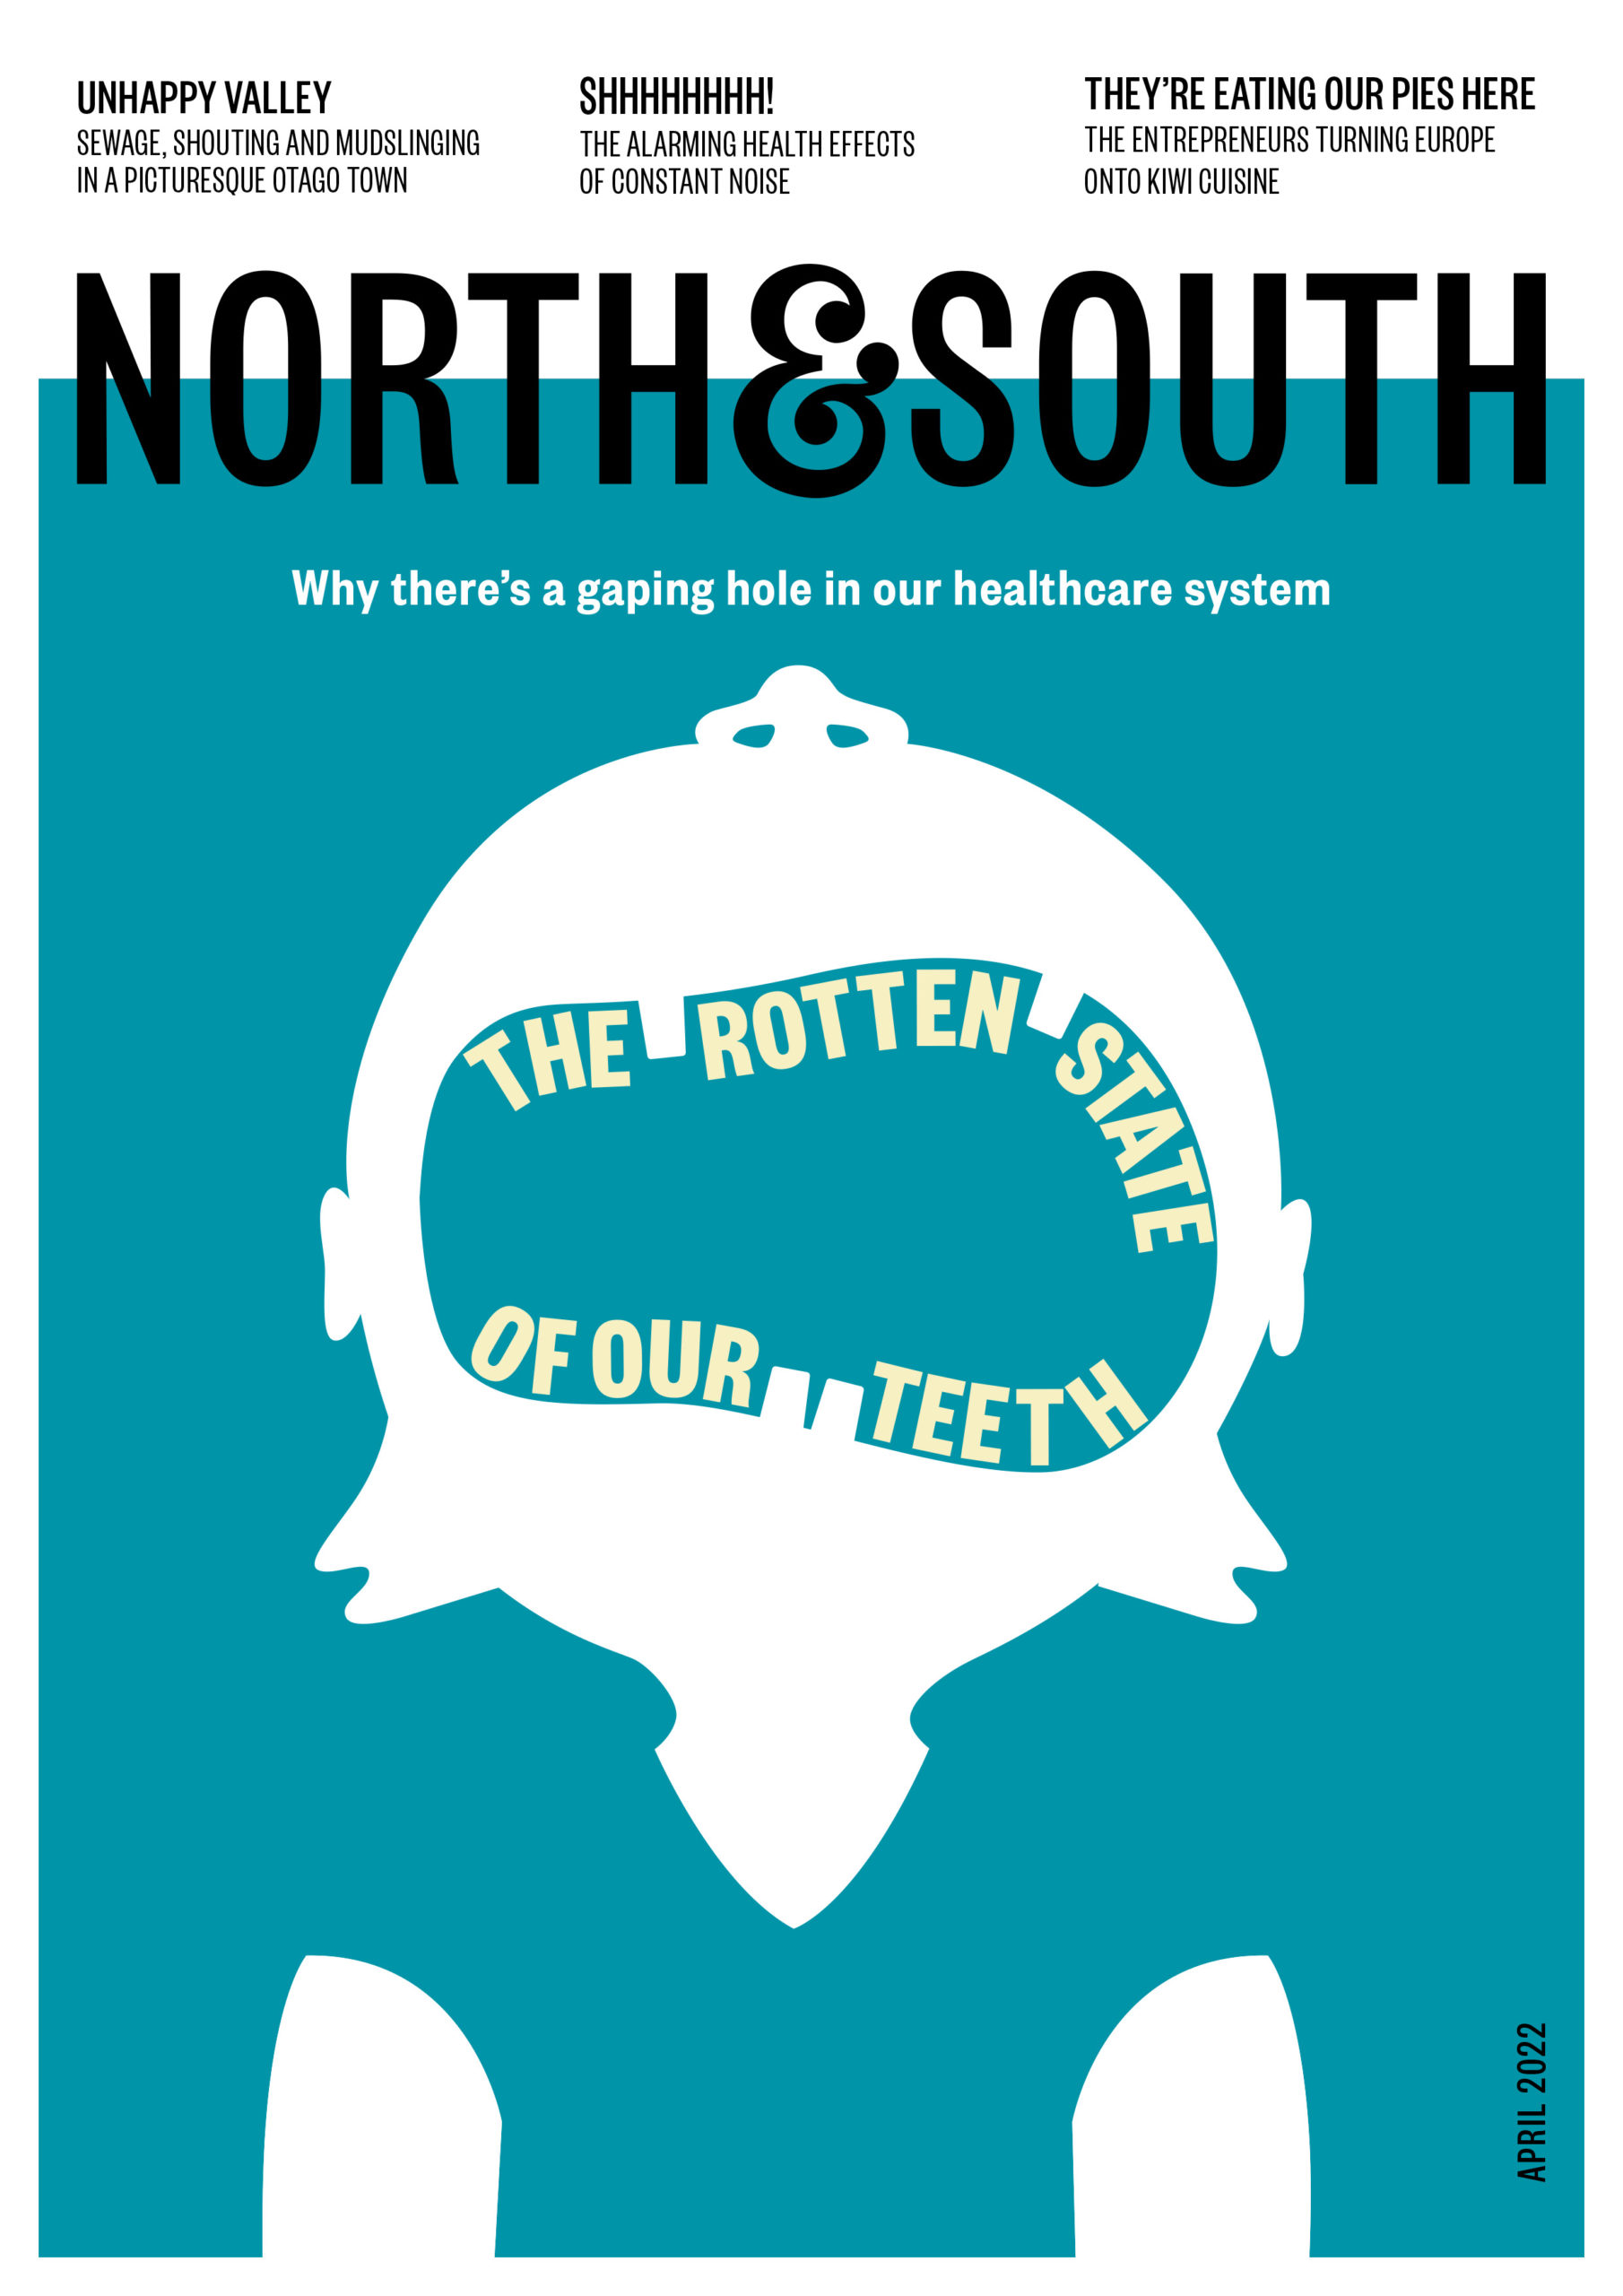 UNHAPPY VALLEY
SEWAGE, SHOUTING AND MUDSLINGING
IN A PICTURESQUE OTAGO TOWN
SHHHHHHHH!
THE ALARMING HEALTH EFFECTS
OF CONSTANT NOISE
THEY'RE EATING OUR PIES HERE
THE ENTREPRENEURS TURNING EUROPE
ONTO KIWI CUISINE
NORTH&SOUTH
Why there's a gaping hole in our healthcare system
THE ROTTEN STATE
OF OUR TEETH
APRIL 2022